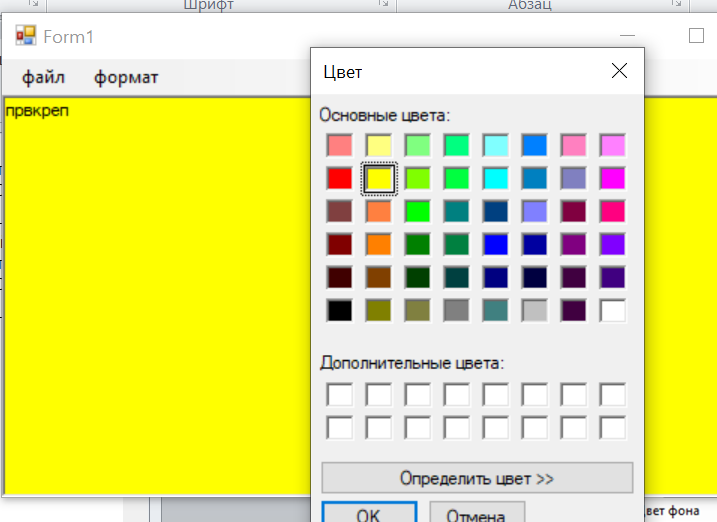 Шрифт
Абзац
Form1
файл формат
првкреп
Цвет
Основные цвета:
Дополнительные цвета:
Определить цвет >>
OK
Отмена
вет фона